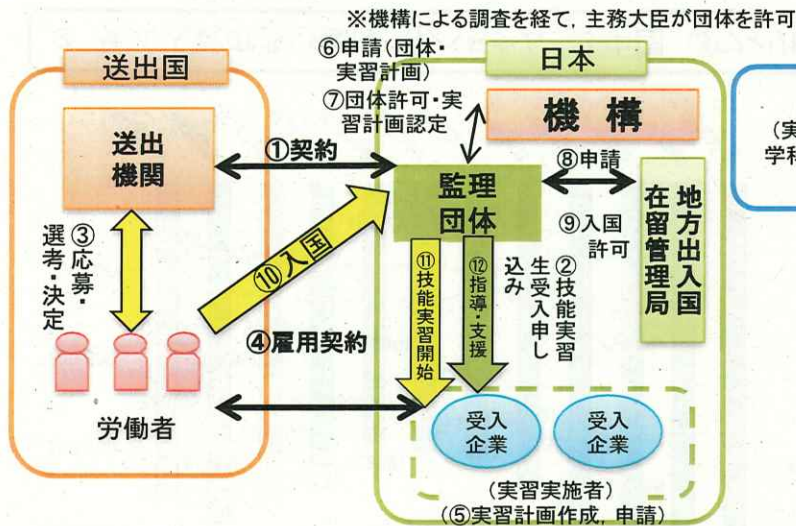 ※機構による調査を経て，主務大臣が団体を許可
送出国
送出
機関
③応募・
選考・決定
労働者
①契約
⑩入国
④雇用契約
⑥申請(団体・
実習計画)
⑦団体許可・実
習計画認定
日本
機 構
監理
団体
⑧申請
⑨入国
許可
地方出入国
在留管理局
⑪技能実習開始
⑫指導・支援
②技能実習
生受入申し
込み
受入
企業
受入
企業
(実習実施者)
(⑤実習計画作成，申請)
(実
学科